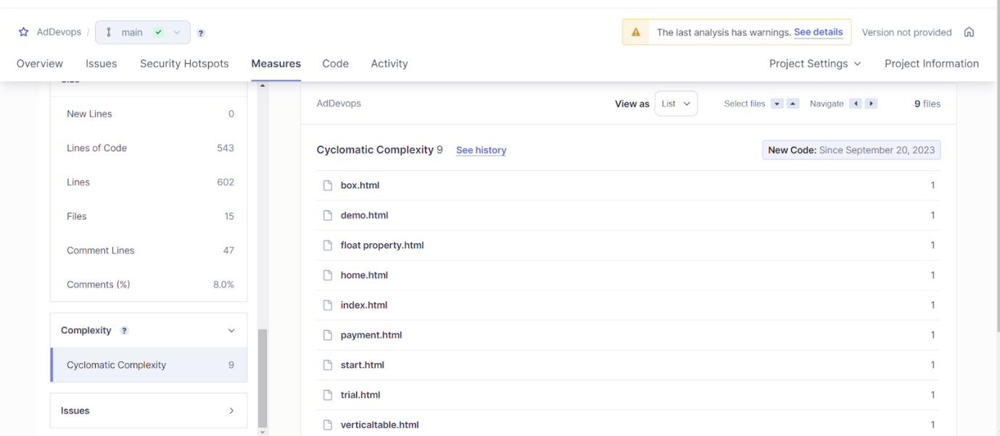 AdDevops / main ?
The last analysis has warnings. See details
Version not provided
Overview Issues Security Hotspots Measures Code Activity
Project Settings Project Information
New Lines 0
Lines of Code 543
Lines 602
Files 15
Comment Lines 47
Comments (%) 8.0%
Complexity ?
Cyclomatic Complexity 9
Issues
AdDevops
View as List
Select files
Navigate
9 files
Cyclomatic Complexity 9 See history
New Code: Since September 20, 2023
box.html 1
demo.html 1
float property.html 1
home.html 1
index.html 1
payment.html 1
start.html 1
trial.html 1
verticaltable.html 1